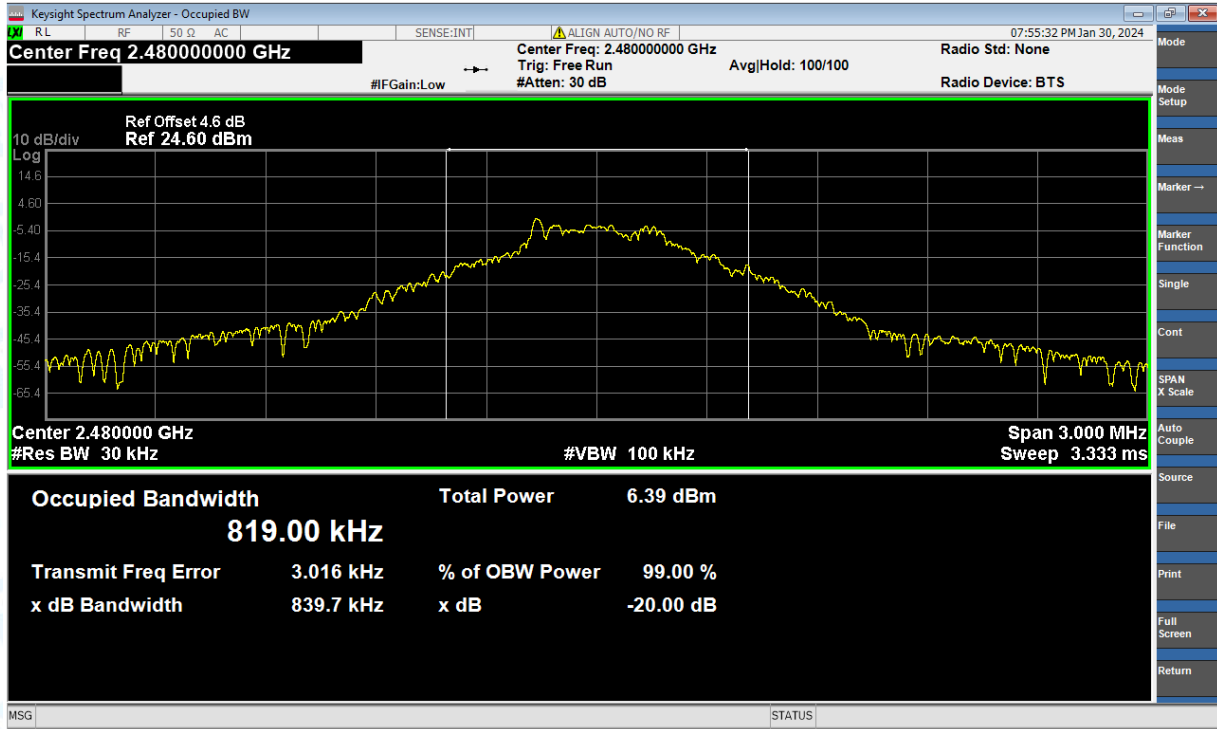 Keysight Spectrum Analyzer - Occupied BW
LXI RL RF 50 Ω AC SENSE:INT ALIGN AUTO/NO RF 07:55:32 PM Jan 30, 2024
Center Freq 2.480000000 GHz
Center Freq: 2.480000000 GHz
Radio Std: None
Trig: Free Run
Avg|Hold: 100/100
#IFGain:Low
#Atten: 30 dB
Radio Device: BTS
Ref Offset 4.6 dB
10 dB/div Ref 24.60 dBm
Log
14.6
4.60
-5.40
-15.4
-25.4
-35.4
-45.4
-55.4
-65.4
Center 2.480000 GHz Span 3.000 MHz
#Res BW 30 kHz #VBW 100 kHz Sweep 3.333 ms
Occupied Bandwidth Total Power 6.39 dBm
819.00 kHz
Transmit Freq Error 3.016 kHz % of OBW Power 99.00 %
x dB Bandwidth 839.7 kHz x dB -20.00 dB
MSG STATUS
Mode
Mode
Setup
Meas
Marker→
Marker
Function
Single
Cont
SPAN
X Scale
Auto
Couple
Source
File
Print
Full
Screen
Return